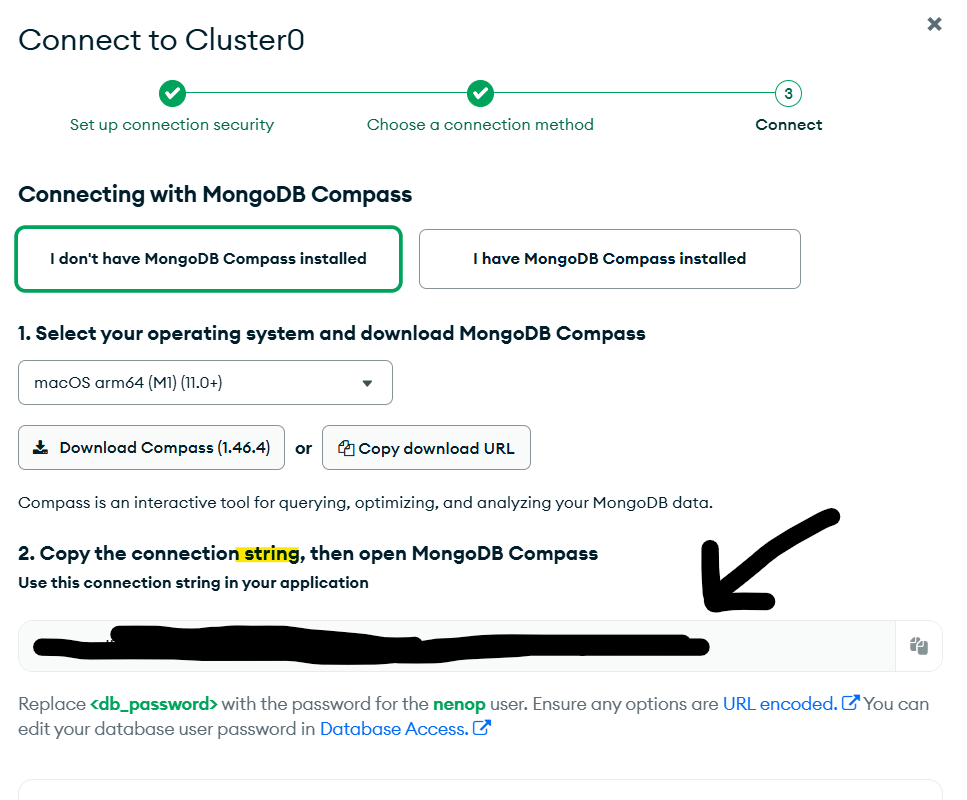 Connect to Cluster0
3
Set up connection security
Choose a connection method
Connect
Connecting with MongoDB Compass
I don't have MongoDB Compass installed
I have MongoDB Compass installed
1. Select your operating system and download MongoDB Compass
macOS arm64 (M1) (11.0+)
Download Compass (1.46.4) or Copy download URL
Compass is an interactive tool for querying, optimizing, and analyzing your MongoDB data.
2. Copy the connection string, then open MongoDB Compass
Use this connection string in your application
Replace <db_password> with the password for the nenop user. Ensure any options are URL encoded. You can
edit your database user password in Database Access.